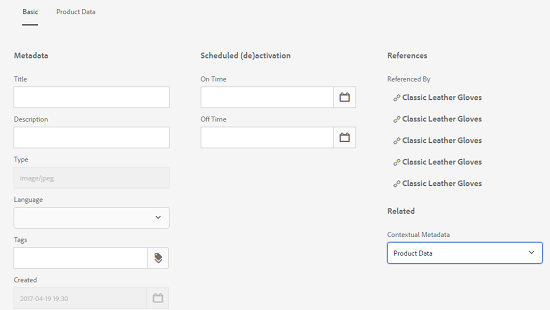 Basic
Product Data
Metadata
Title
Description
Type
image/jpeg
Language
Tags
Created
2017-04-19 19:30
Scheduled (de)activation
On Time
Off Time
References
Referenced By
Classic Leather Gloves
Classic Leather Gloves
Classic Leather Gloves
Classic Leather Gloves
Classic Leather Gloves
Related
Contextual Metadata
Product Data